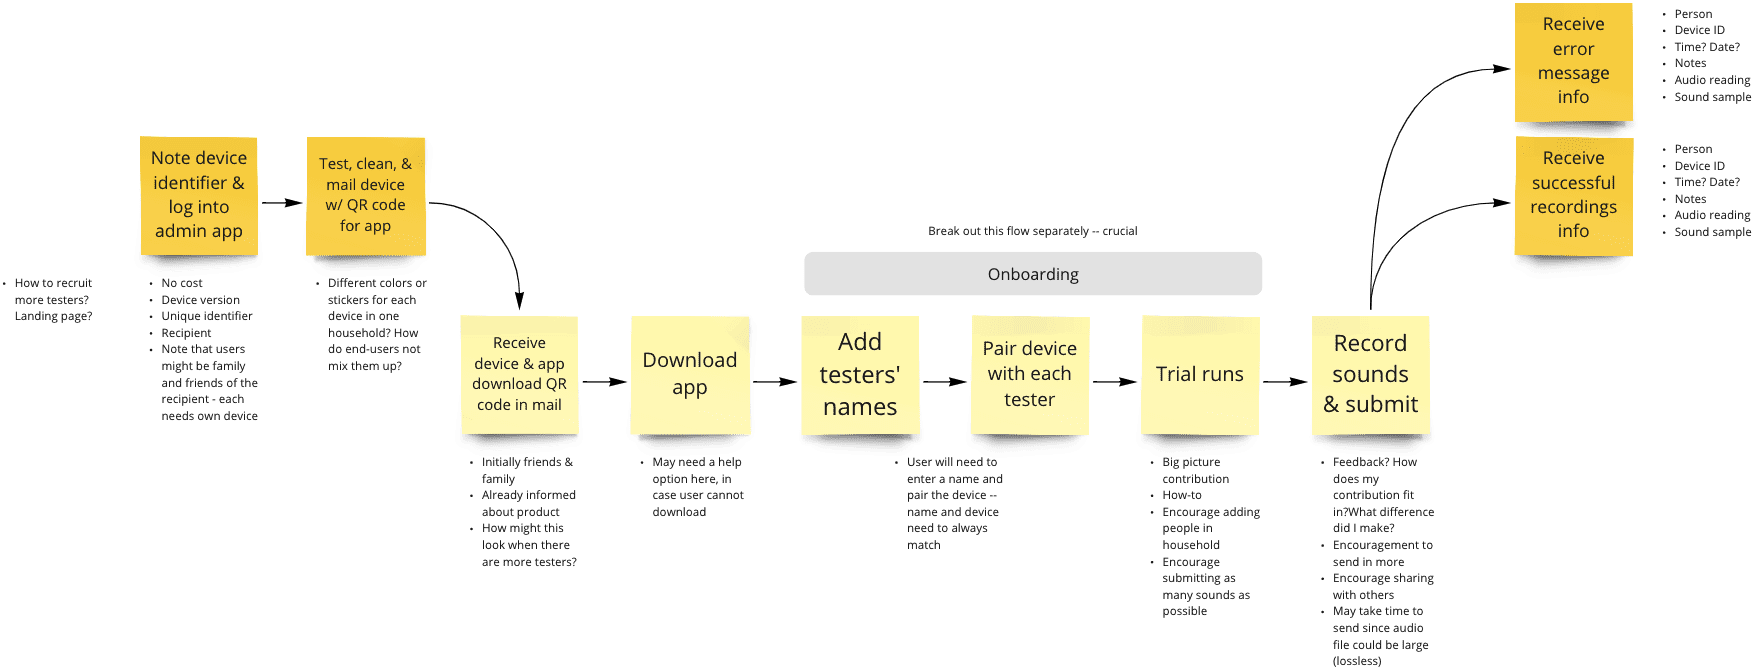 Receive
error
message
info
• Person
• Device ID
• Time? Date?
• Notes
• Audio reading
• Sound sample
Note device
identifier &
log into
admin app
Test, clean, &
mail device
w/ QR code
for app
Receive
successful
recordings
info
• Person
• Device ID
• Time? Date?
• Notes
• Audio reading
• Sound sample
Break out this flow separately -- crucial
Onboarding
• How to recruit
more testers?
Landing page?
• No cost
• Device version
• Unique identifier
• Recipient
• Note that users
might be family
and friends of the
recipient - each
needs own device
• Different colors or
stickers for each
device in one
household? How
do end-users not
mix them up?
Receive
device & app
download QR
code in mail
Download
app
Add
testers'
names
Pair device
with each
tester
Trial runs
Record
sounds
& submit
• Initially friends &
family
• Already informed
about product
• How might this
look when there
are more testers?
• May need a help
option here, in
case user cannot
download
• User will need to
enter a name and
pair the device --
name and device
need to always
match
• Big picture
contribution
• How-to
• Encourage adding
people in
household
• Encourage
submitting as
many sounds as
possible
• Feedback? How
does my
contribution fit
in?What difference
did I make?
• Encouragement to
send in more
• Encourage sharing
with others
• May take time to
send since audio
file could be large
(lossless)